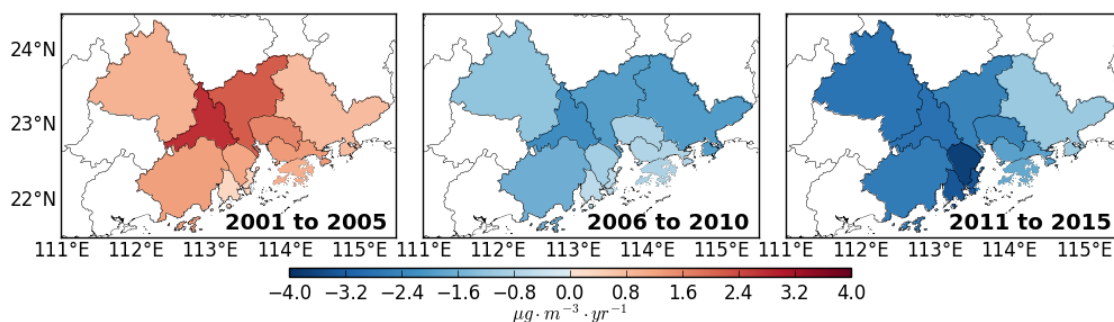 24°N
23°N
22°N
2001 to 2005
2006 to 2010
2011 to 2015
111°E 112°E 113°E 114°E 115°E
111°E 112°E 113°E 114°E 115°E
111°E 112°E 113°E 114°E 115°E
−4.0 −3.2 −2.4 −1.6 −0.8 0.0 0.8 1.6 2.4 3.2 4.0
μg · m⁻³ · yr⁻¹